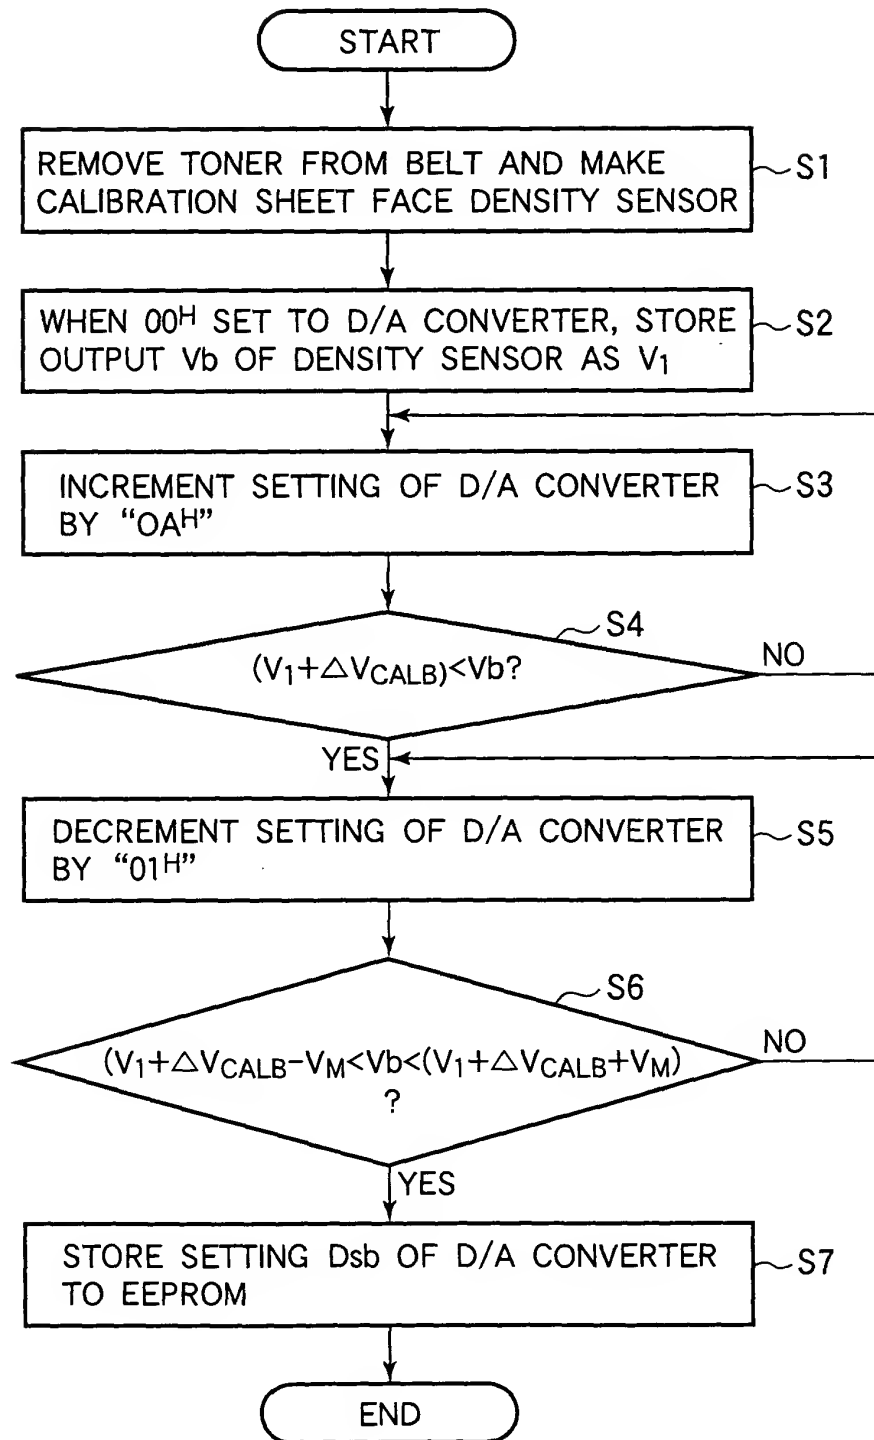 START
REMOVE TONER FROM BELT AND MAKE
CALIBRATION SHEET FACE DENSITY SENSOR
S1
WHEN 00H SET TO D/A CONVERTER, STORE
OUTPUT Vb OF DENSITY SENSOR AS V1
S2
INCREMENT SETTING OF D/A CONVERTER
BY “0AH”
S3
S4
(V1+△VCALB)<Vb?
NO
YES
DECREMENT SETTING OF D/A CONVERTER
BY “01H”
S5
S6
(V1+△VCALB−VM<Vb<(V1+△VCALB+VM)
?
NO
YES
STORE SETTING Dsb OF D/A CONVERTER
TO EEPROM
S7
END